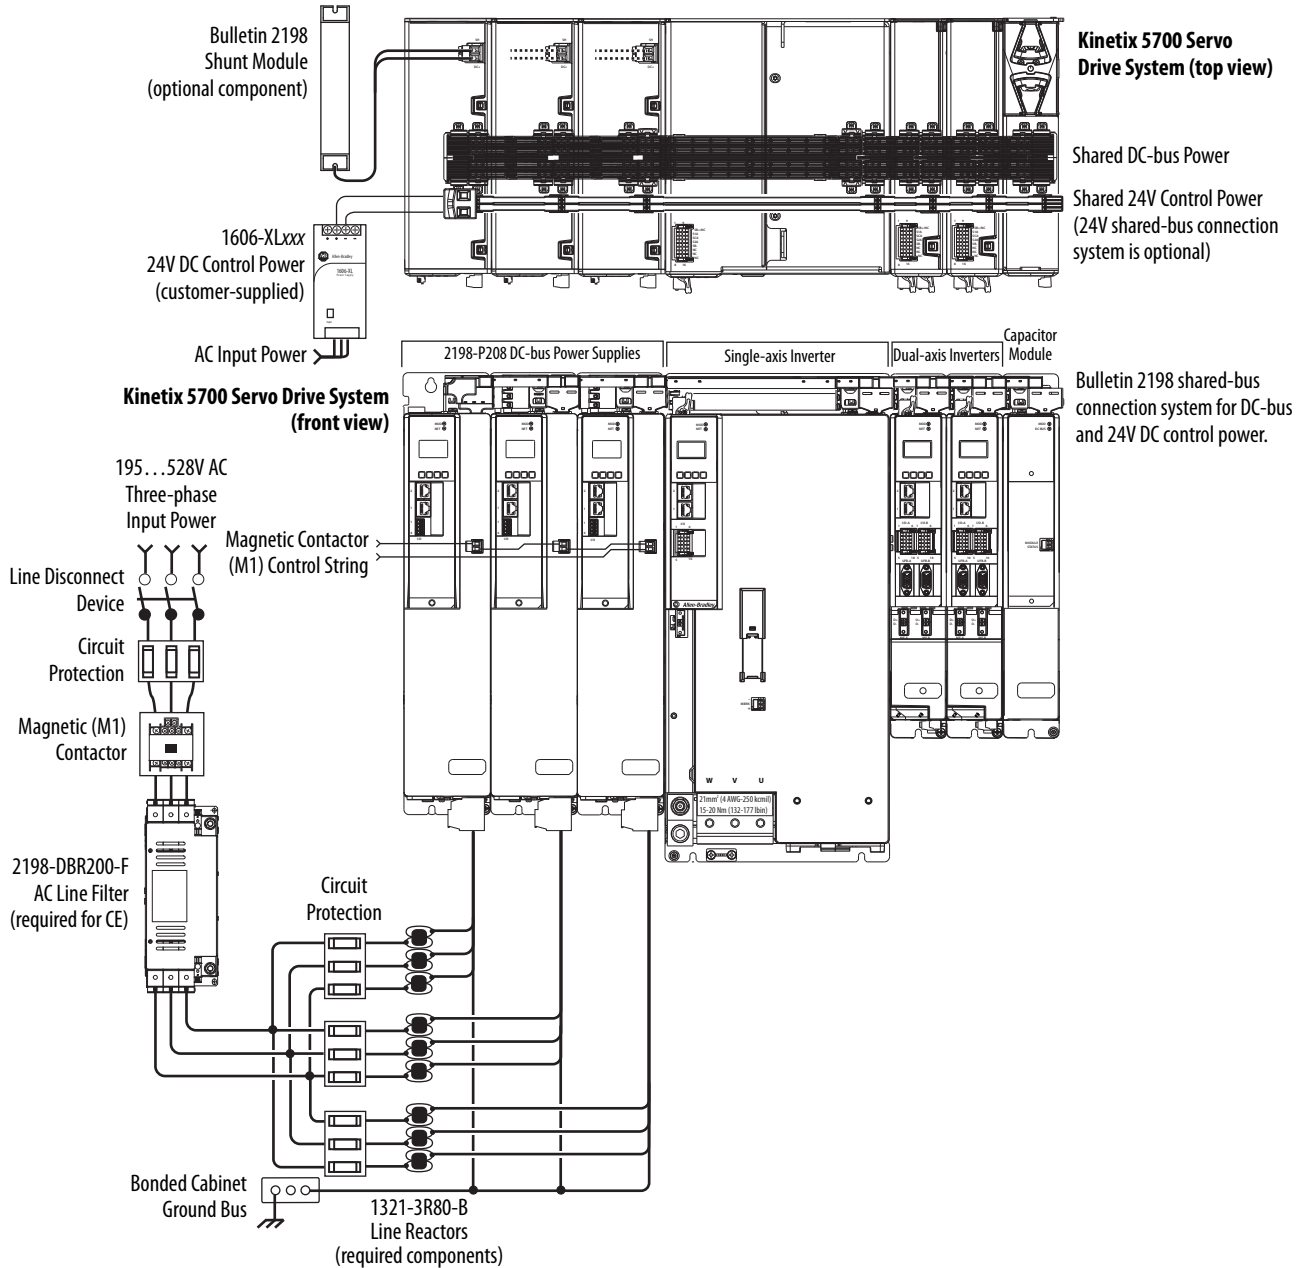 Bulletin 2198
Shunt Module
(optional component)
Kinetix 5700 Servo
Drive System (top view)
Shared DC-bus Power
Shared 24V Control Power
(24V shared-bus connection
system is optional)
1606-XLxxx
24V DC Control Power
(customer-supplied)
Allen-Bradley
1606-XL
AC Input Power
2198-P208 DC-bus Power Supplies
Single-axis Inverter
Dual-axis Inverters
Capacitor
Module
Kinetix 5700 Servo Drive System
(front view)
Bulletin 2198 shared-bus
connection system for DC-bus
and 24V DC control power.
195…528V AC
Three-phase
Input Power
Magnetic Contactor
(M1) Control String
Line Disconnect
Device
Allen-Bradley
Circuit
Protection
Magnetic (M1)
Contactor
W V U
21mm² (4 AWG-250 kcmil)
15-20 Nm (132-177 lbin)
2198-DBR200-F
AC Line Filter
(required for CE)
Circuit
Protection
Bonded Cabinet
Ground Bus
1321-3R80-B
Line Reactors
(required components)